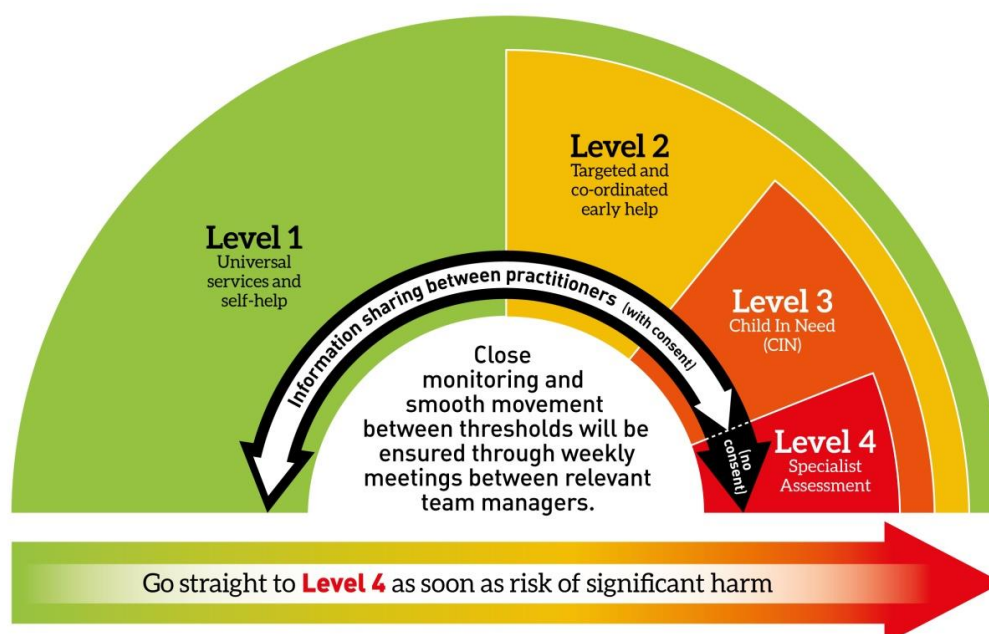 Level 1
Universal
services and
self-help
Level 2
Targeted and
co-ordinated
early help
Level 3
Child In Need
(CIN)
Level 4
Specialist
Assessment
Information sharing between practitioners (with consent)
(no
consent)
Close
monitoring and
smooth movement
between thresholds will be
ensured through weekly
meetings between relevant
team managers.
Go straight to Level 4 as soon as risk of significant harm